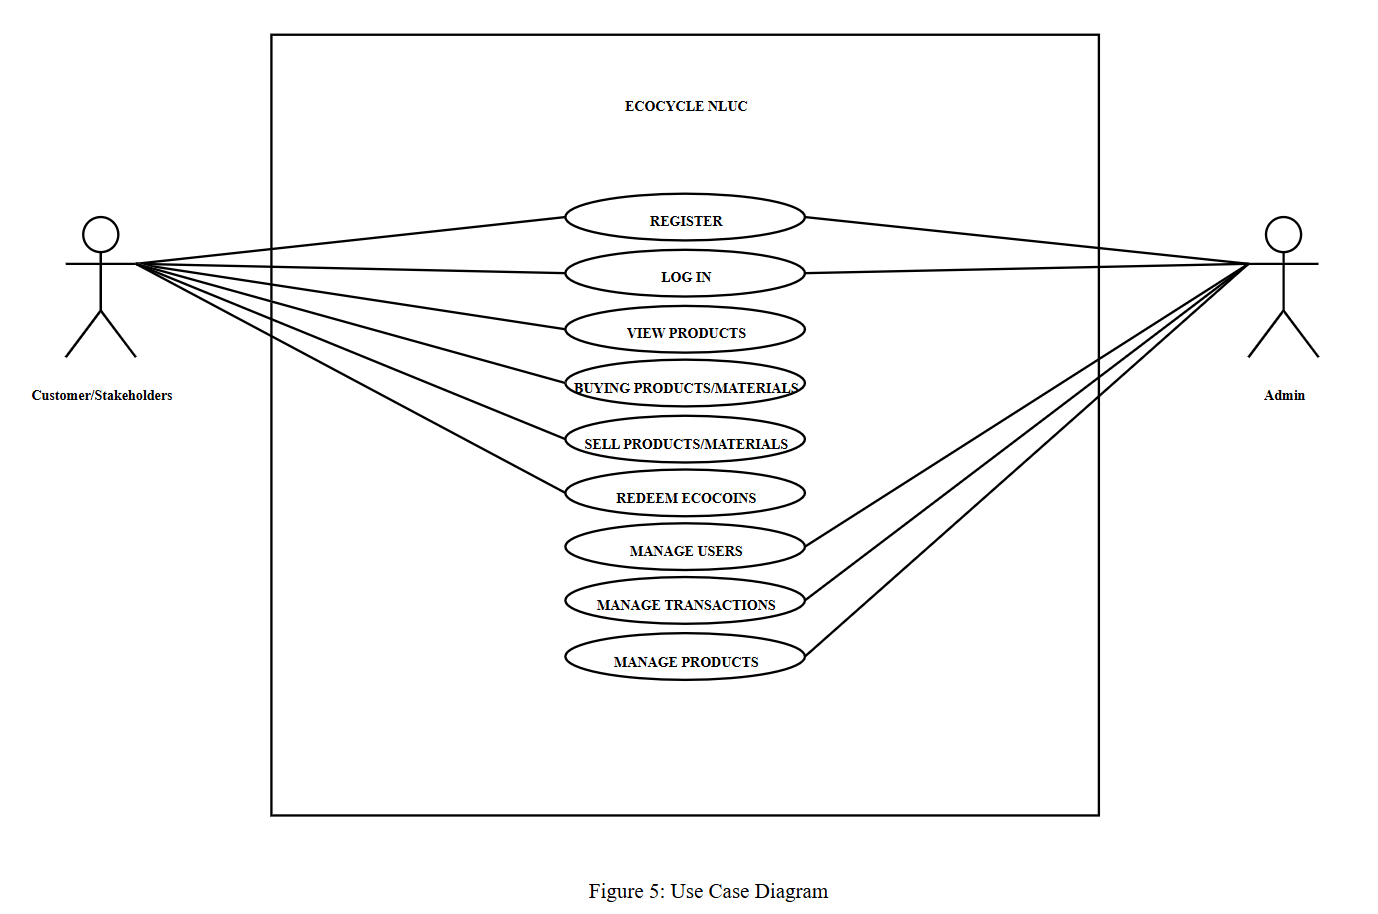 ECOCYCLE NLUC
REGISTER
LOG IN
VIEW PRODUCTS
BUYING PRODUCTS/MATERIALS
SELL PRODUCTS/MATERIALS
REDEEM ECOCOINS
MANAGE USERS
MANAGE TRANSACTIONS
MANAGE PRODUCTS
Customer/Stakeholders
Admin
Figure 5: Use Case Diagram